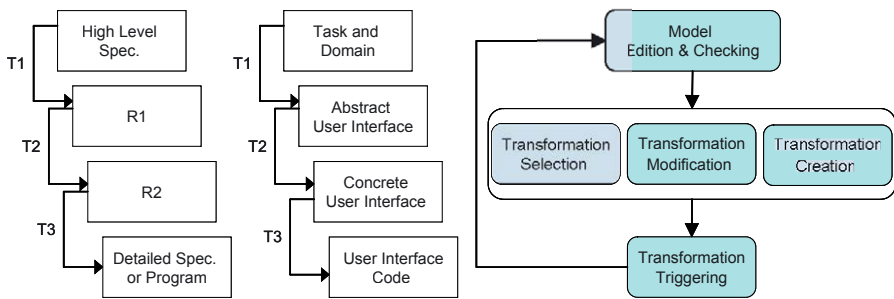 High Level
Spec.
T1
R1
T2
R2
T3
Detailed Spec.
or Program
Task and
Domain
T1
Abstract
User Interface
T2
Concrete
User Interface
T3
User Interface
Code
Model
Edition & Checking
Transformation
Selection
Transformation
Modification
Transformation
Creation
Transformation
Triggering